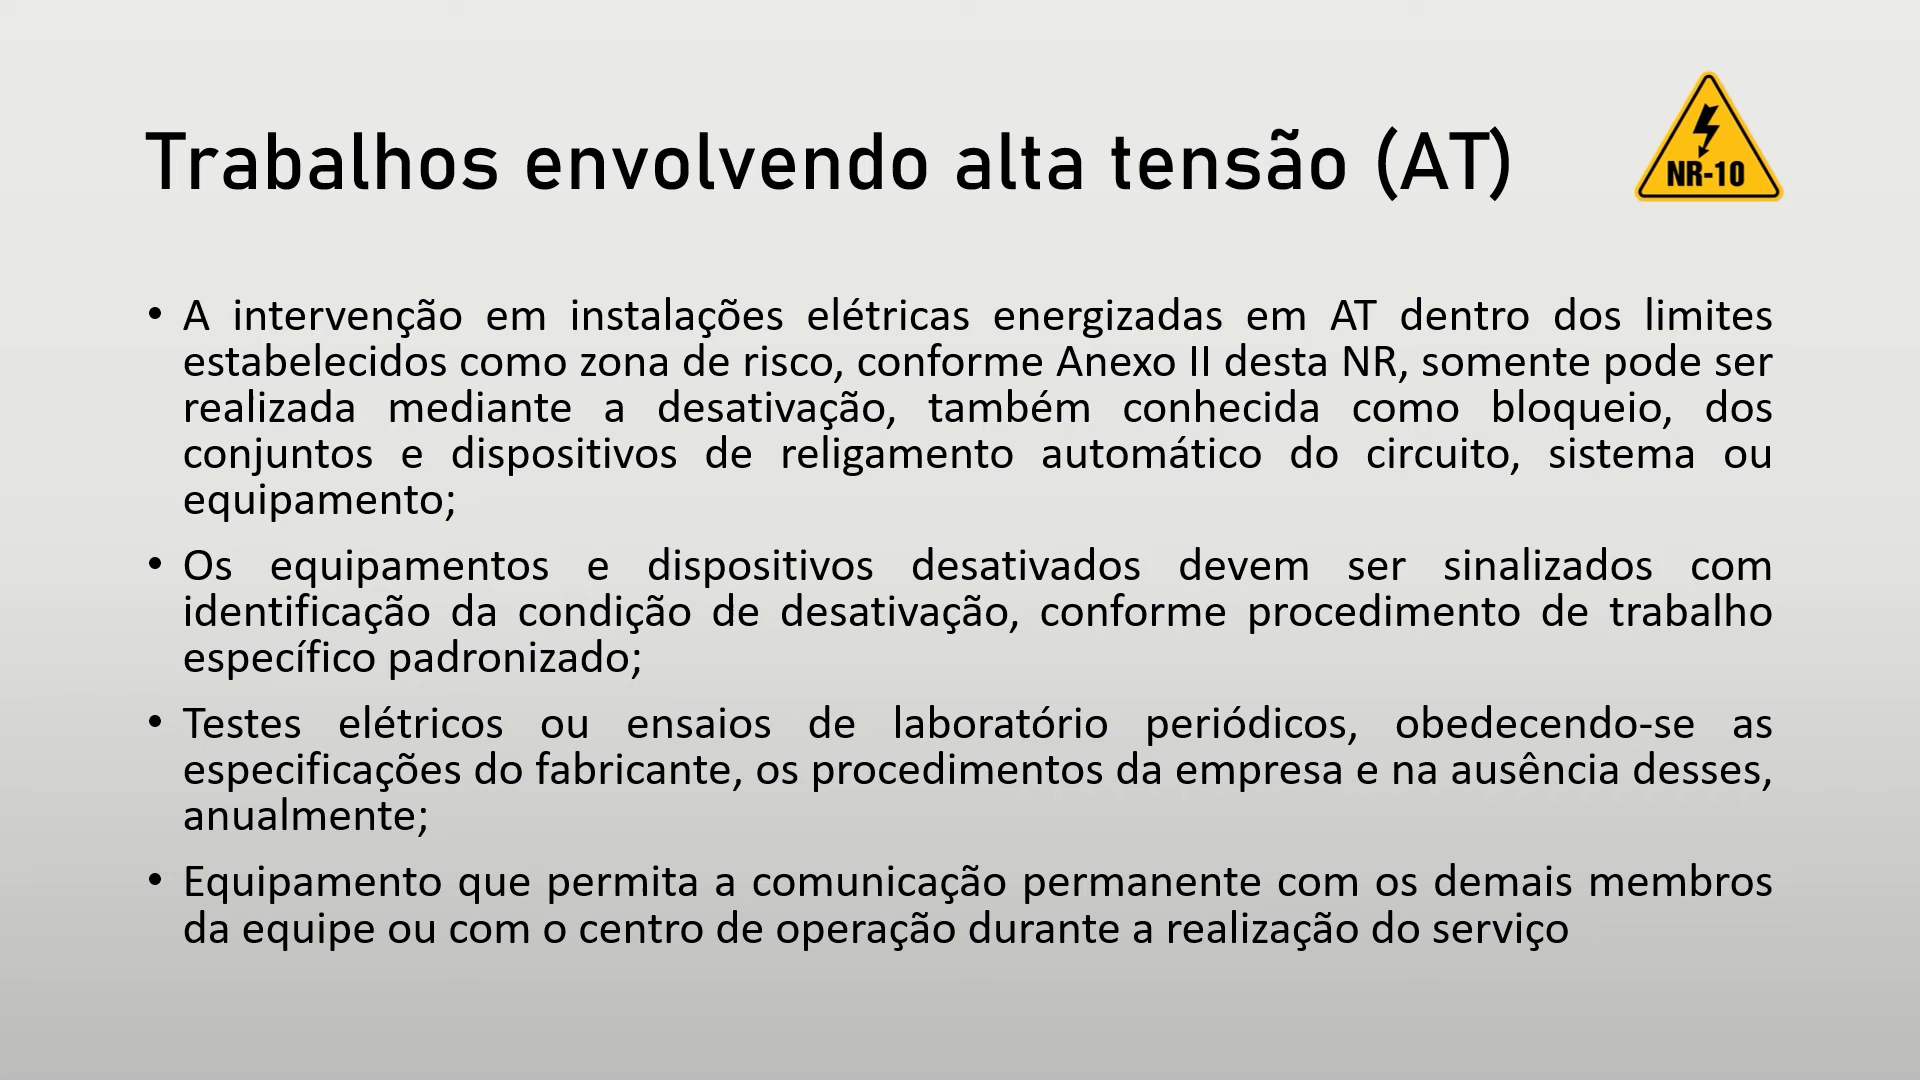 Trabalhos envolvendo alta tensão (AT)
NR-10
• A intervenção em instalações elétricas energizadas em AT dentro dos limites
estabelecidos como zona de risco, conforme Anexo II desta NR, somente pode ser
realizada mediante a desativação, também conhecida como bloqueio, dos
conjuntos e dispositivos de religamento automático do circuito, sistema ou
equipamento;
• Os equipamentos e dispositivos desativados devem ser sinalizados com
identificação da condição de desativação, conforme procedimento de trabalho
específico padronizado;
• Testes elétricos ou ensaios de laboratório periódicos, obedecendo-se as
especificações do fabricante, os procedimentos da empresa e na ausência desses,
anualmente;
• Equipamento que permita a comunicação permanente com os demais membros
da equipe ou com o centro de operação durante a realização do serviço